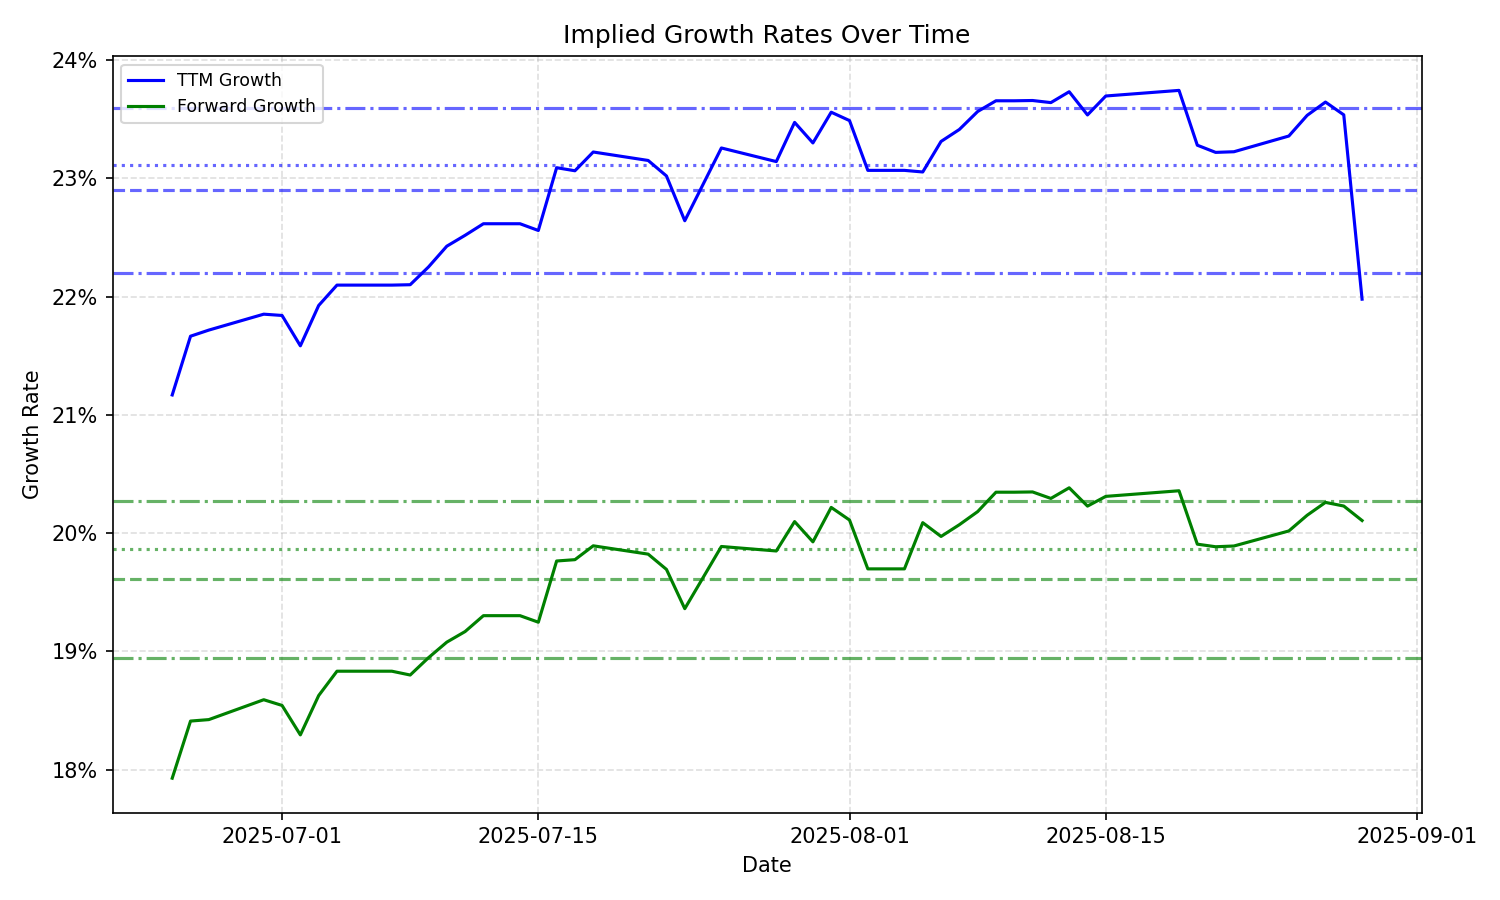 Implied Growth Rates Over Time
TTM Growth
Forward Growth
24%
23%
22%
21%
20%
19%
18%
Growth Rate
2025-07-01
2025-07-15
2025-08-01
2025-08-15
2025-09-01
Date